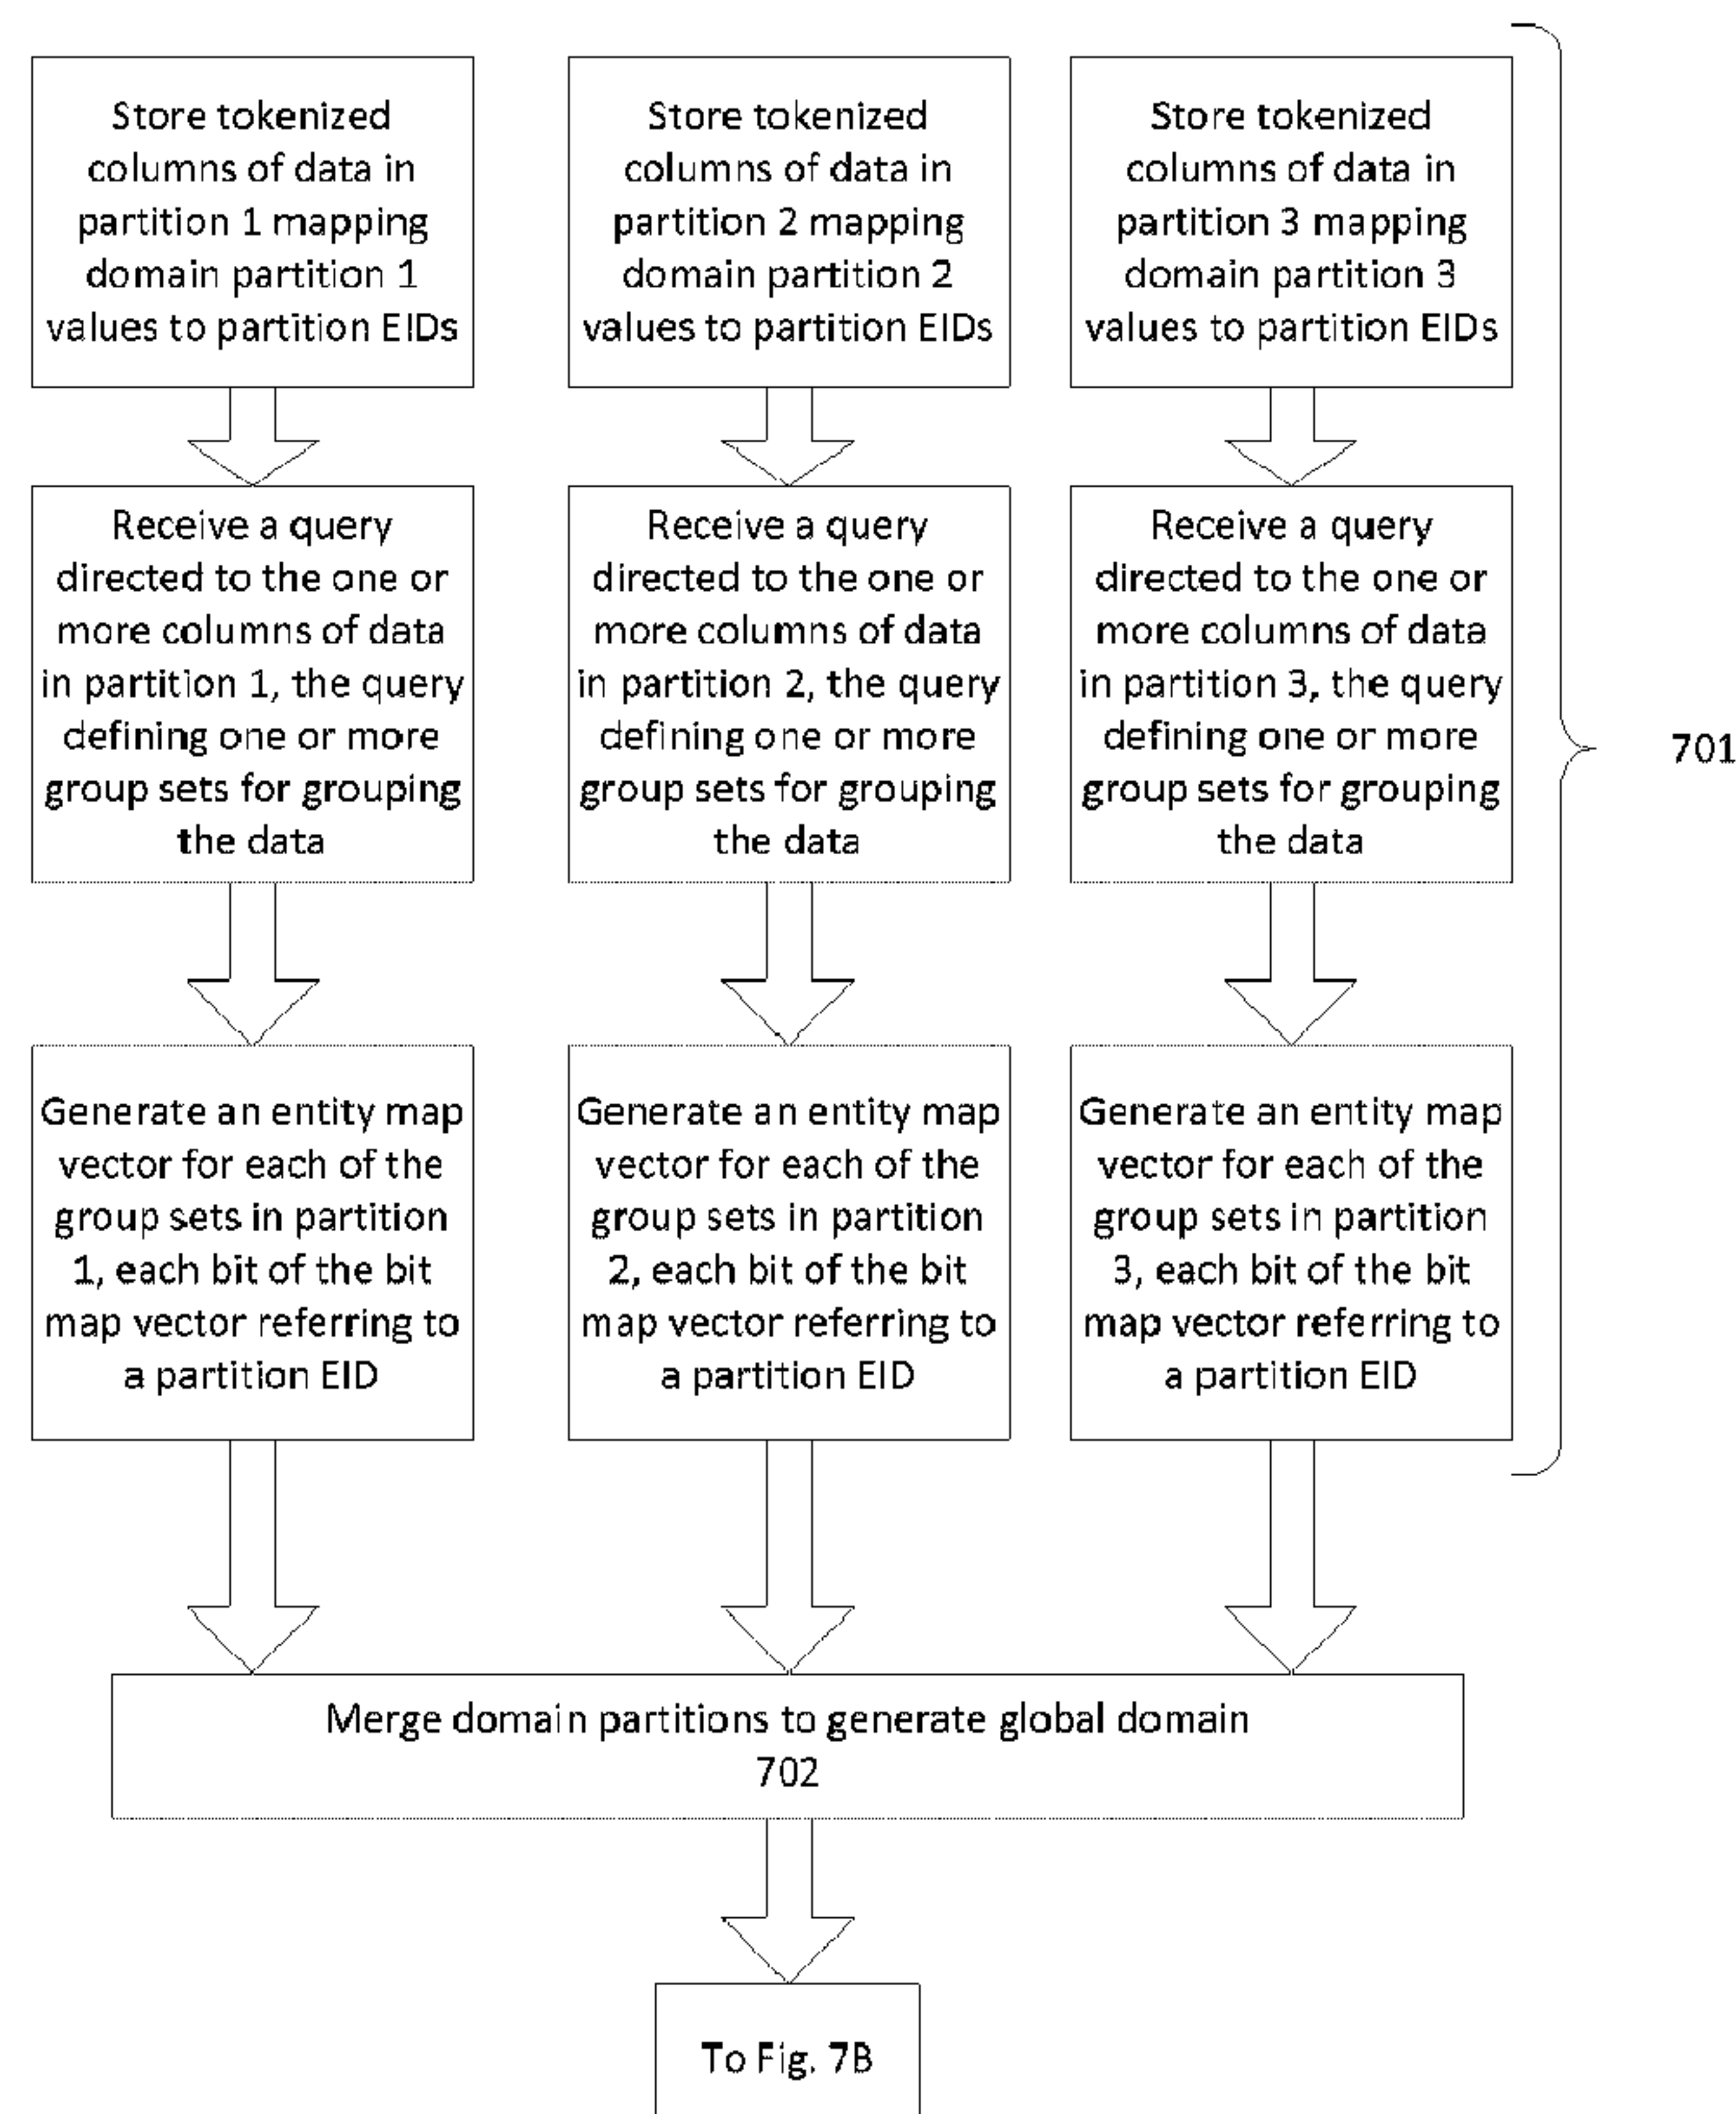 Store tokenized
columns of data in
partition 1 mapping
domain partition 1
values to partition EIDs
Store tokenized
columns of data in
partition 2 mapping
domain partition 2
values to partition EIDs
Store tokenized
columns of data in
partition 3 mapping
domain partition 3
values to partition EIDs
Receive a query
directed to the one or
more columns of data
in partition 1, the query
defining one or more
group sets for grouping
the data
Receive a query
directed to the one or
more columns of data
in partition 2, the query
defining one or more
group sets for grouping
the data
Receive a query
directed to the one or
more columns of data
in partition 3, the query
defining one or more
group sets for grouping
the data
701
Generate an entity map
vector for each of the
group sets in partition
1, each bit of the bit
map vector referring to
a partition EID
Generate an entity map
vector for each of the
group sets in partition
2, each bit of the bit
map vector referring to
a partition EID
Generate an entity map
vector for each of the
group sets in partition
3, each bit of the bit
map vector referring to
a partition EID
Merge domain partitions to generate global domain
702
To Fig. 7B